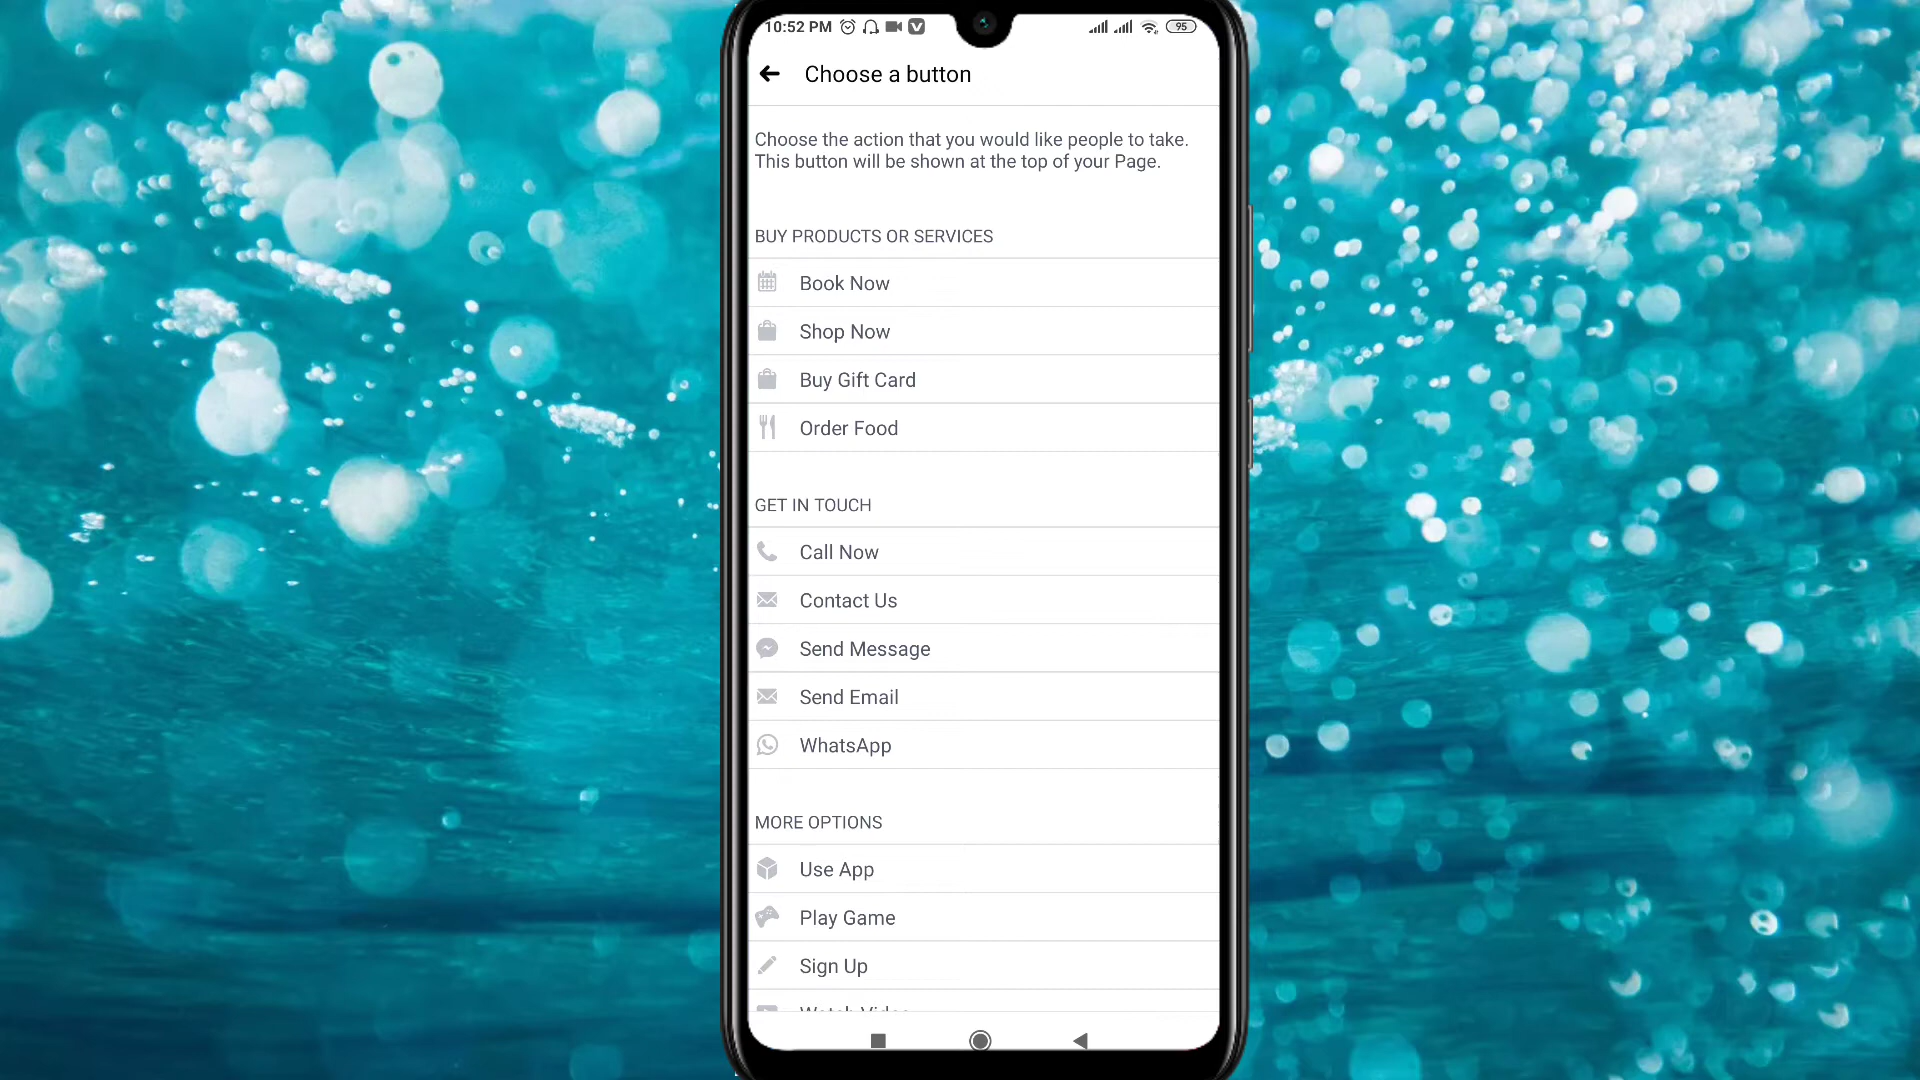 10:52 PM 95
Choose a button
Choose the action that you would like people to take.
This button will be shown at the top of your Page.
BUY PRODUCTS OR SERVICES
Book Now
Shop Now
Buy Gift Card
Order Food
GET IN TOUCH
Call Now
Contact Us
Send Message
Send Email
WhatsApp
MORE OPTIONS
Use App
Play Game
Sign Up